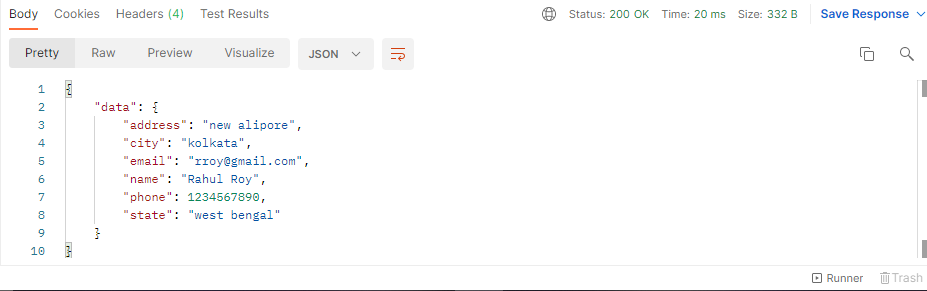 Body Cookies Headers (4) Test Results Status: 200 OK Time: 20 ms Size: 332 B Save Response
Pretty Raw Preview Visualize JSON
1 {
2 "data": {
3 "address": "new alipore",
4 "city": "kolkata",
5 "email": "rroy@gmail.com",
6 "name": "Rahul Roy",
7 "phone": 1234567890,
8 "state": "west bengal"
9 }
10 }
Runner Trash